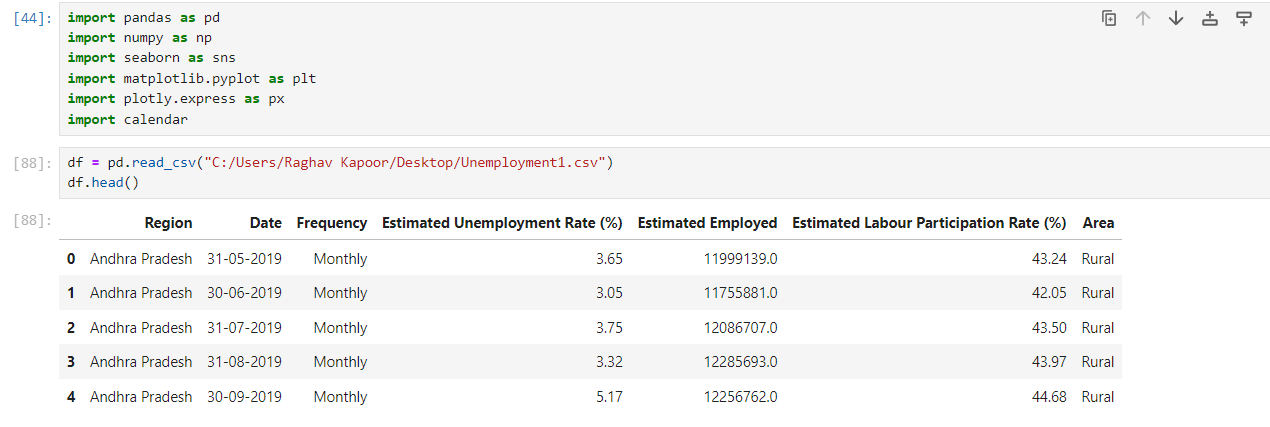 [44]: import pandas as pd
import numpy as np
import seaborn as sns
import matplotlib.pyplot as plt
import plotly.express as px
import calendar
[88]: df = pd.read_csv("C:/Users/Raghav Kapoor/Desktop/Unemployment1.csv")
df.head()
[88]: Region Date Frequency Estimated Unemployment Rate (%) Estimated Employed Estimated Labour Participation Rate (%) Area
0 Andhra Pradesh 31-05-2019 Monthly 3.65 11999139.0 43.24 Rural
1 Andhra Pradesh 30-06-2019 Monthly 3.05 11755881.0 42.05 Rural
2 Andhra Pradesh 31-07-2019 Monthly 3.75 12086707.0 43.50 Rural
3 Andhra Pradesh 31-08-2019 Monthly 3.32 12285693.0 43.97 Rural
4 Andhra Pradesh 30-09-2019 Monthly 5.17 12256762.0 44.68 Rural